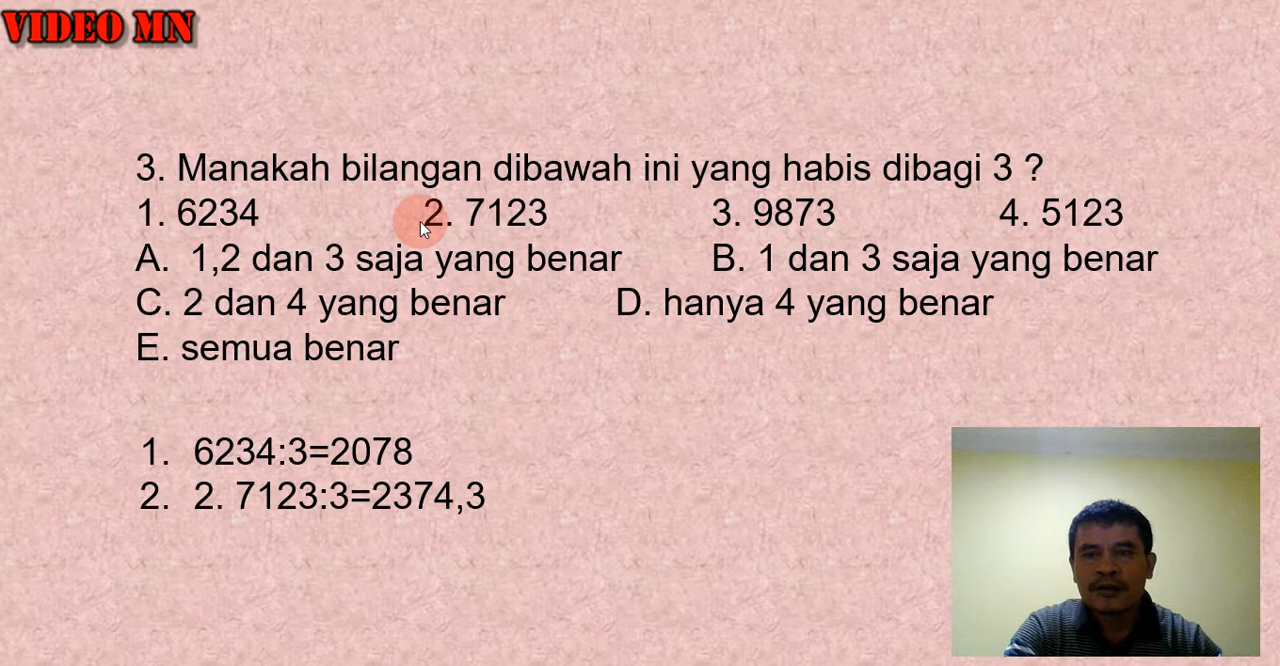 VIDEO MN
3. Manakah bilangan dibawah ini yang habis dibagi 3 ?
1. 6234 2. 7123 3. 9873 4. 5123
A. 1,2 dan 3 saja yang benar B. 1 dan 3 saja yang benar
C. 2 dan 4 yang benar D. hanya 4 yang benar
E. semua benar
1. 6234:3=2078
2. 2. 7123:3=2374,3